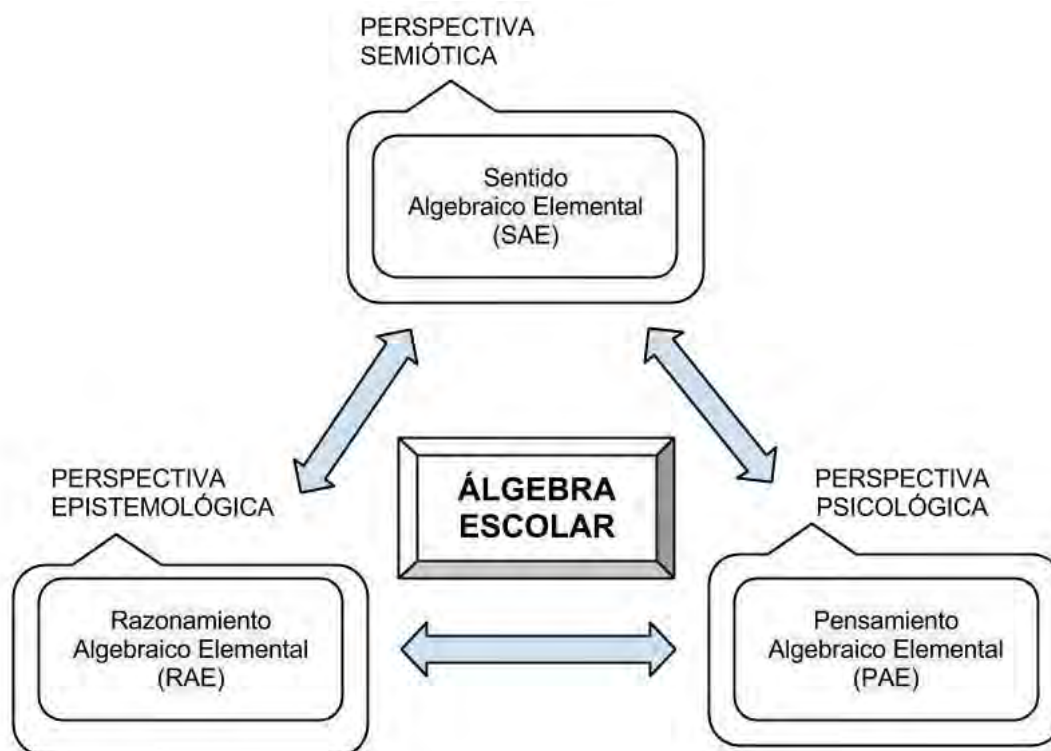 PERSPECTIVA
SEMIÓTICA
Sentido
Algebraico Elemental
(SAE)
ÁLGEBRA
ESCOLAR
PERSPECTIVA
EPISTEMOLÓGICA
Razonamiento
Algebraico Elemental
(RAE)
PERSPECTIVA
PSICOLÓGICA
Pensamiento
Algebraico Elemental
(PAE)